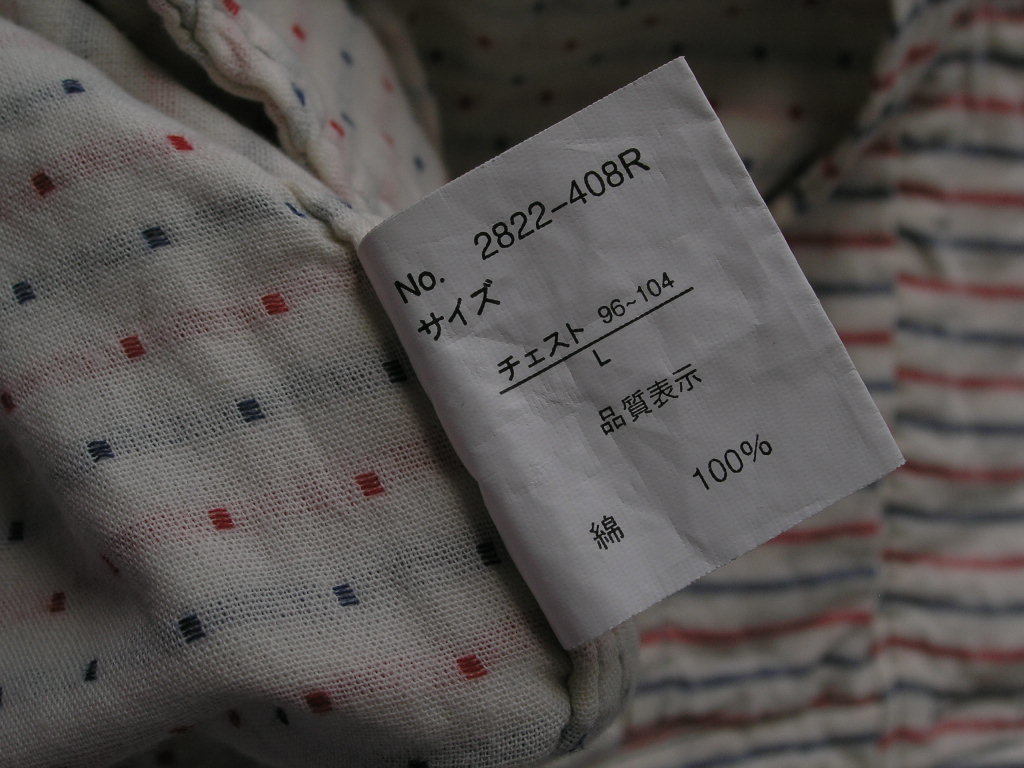 No. 2822-408R
サイズ
チェスト 96~104
L
品質表示
綿 100%